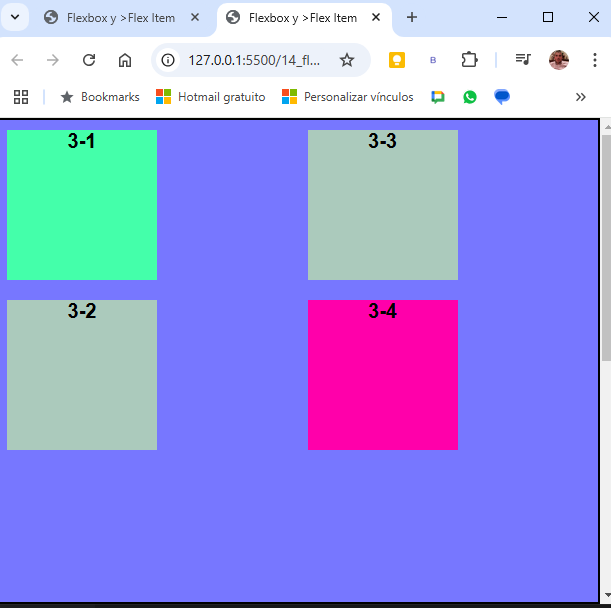 Flexbox y >Flex Item
Flexbox y >Flex Item
127.0.0.1:5500/14_fl...
B
Bookmarks
Hotmail gratuito
Personalizar vínculos
3-1
3-3
3-2
3-4